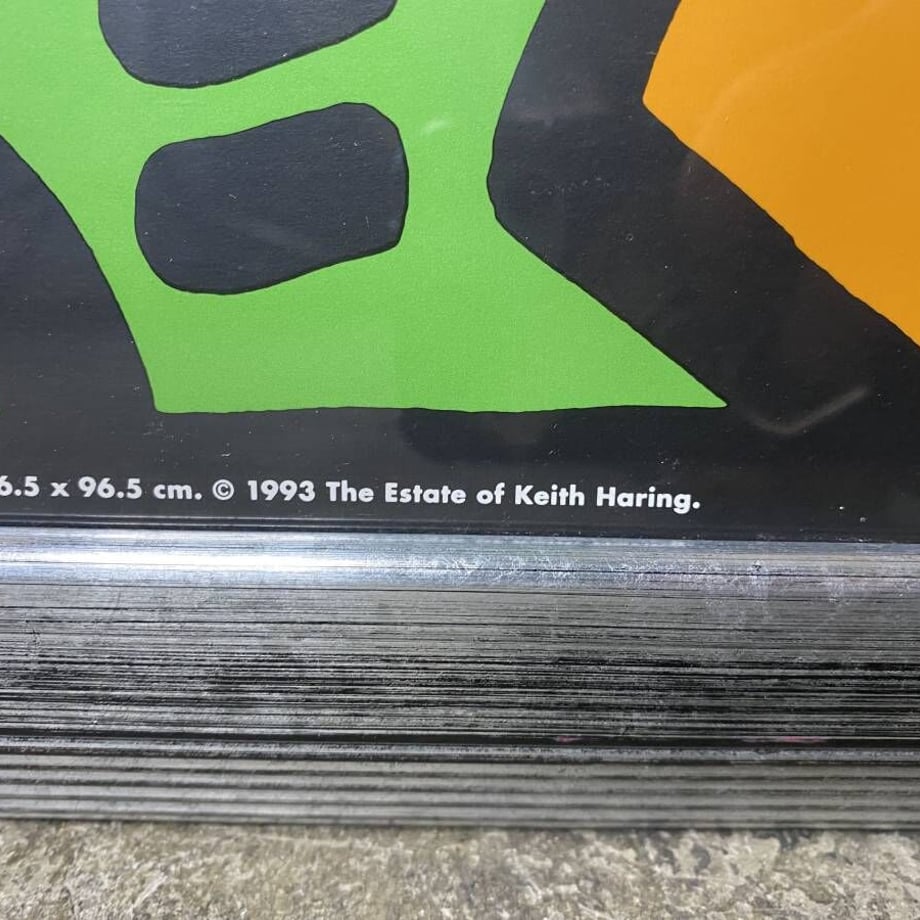 6.5 x 96.5 cm. © 1993 The Estate of Keith Haring.